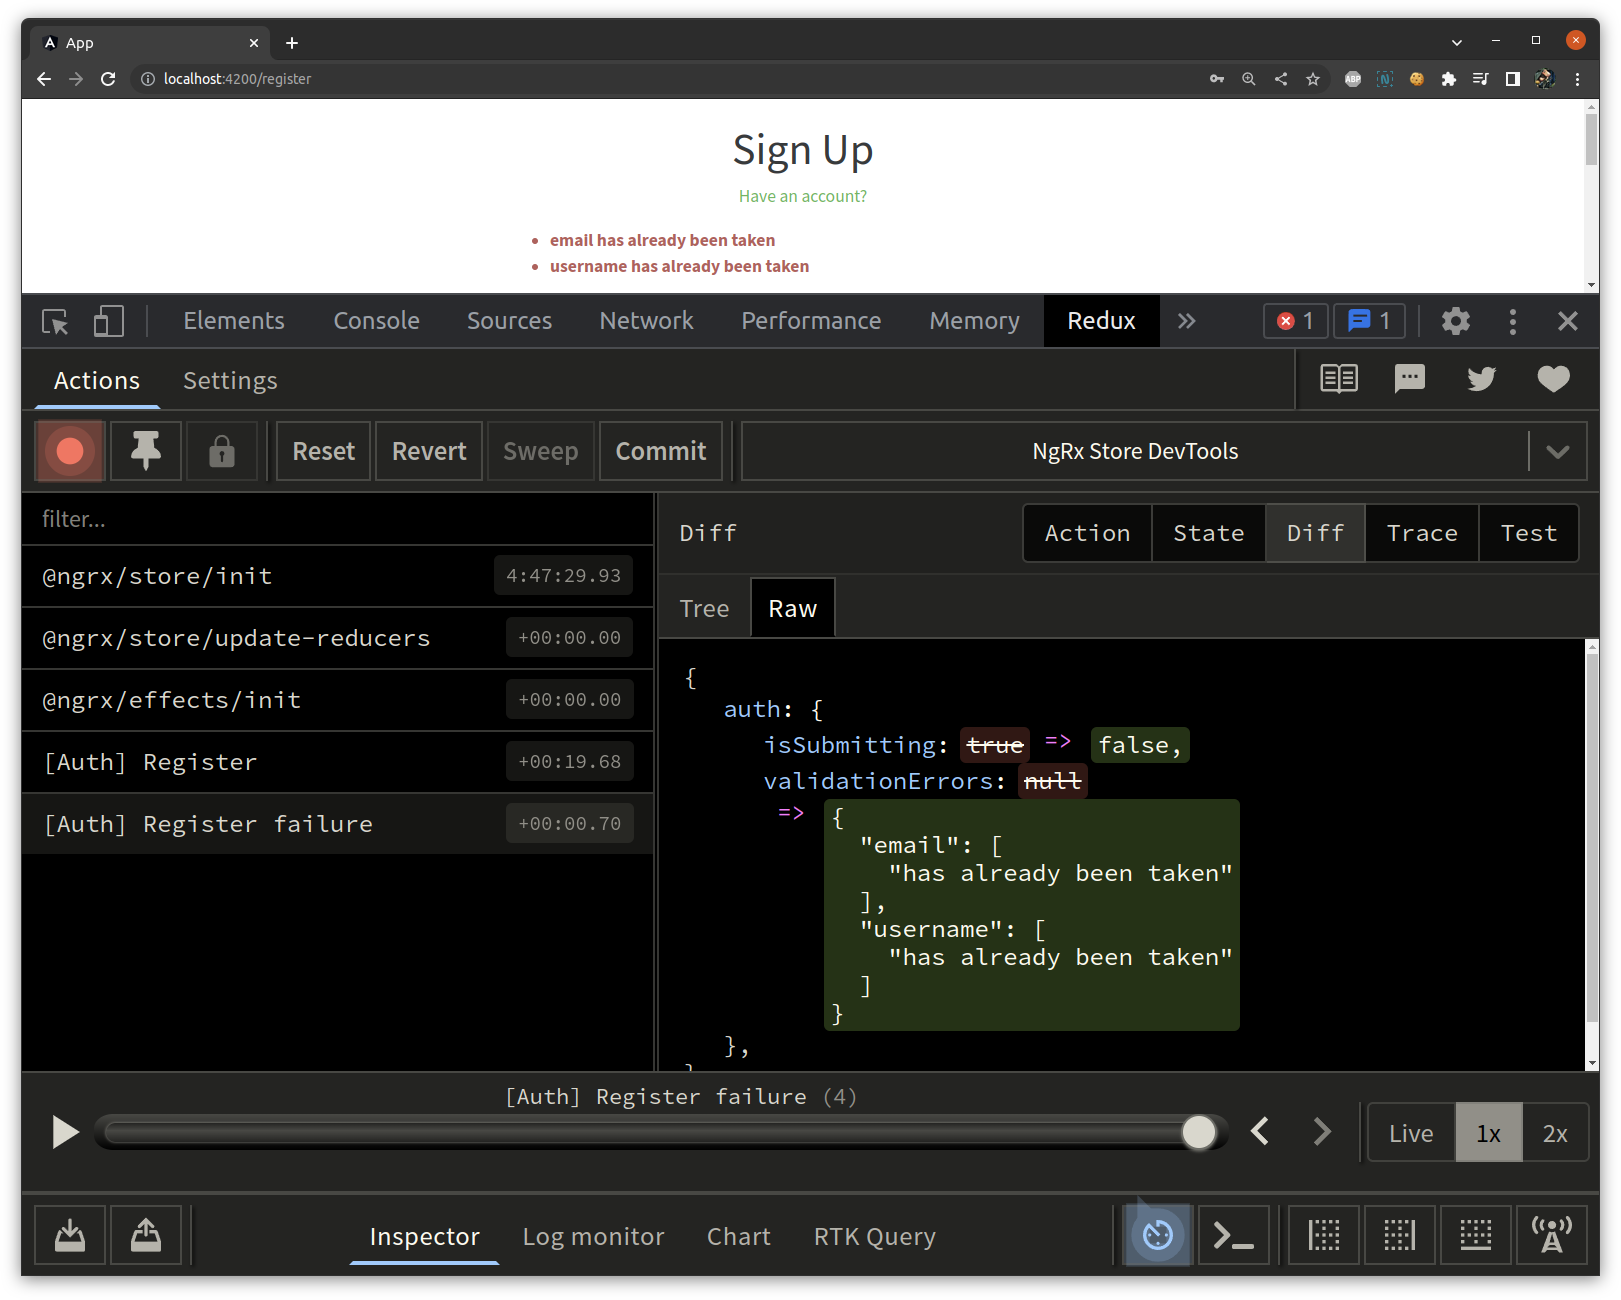 App
localhost:4200/register
ABP
N
Sign Up
Have an account?
• email has already been taken
• username has already been taken
Elements Console Sources Network Performance Memory Redux » 1 1
Actions Settings
Reset Revert Sweep Commit NgRx Store DevTools
filter...
@ngrx/store/init 4:47:29.93
@ngrx/store/update-reducers +00:00.00
@ngrx/effects/init +00:00.00
[Auth] Register +00:19.68
[Auth] Register failure +00:00.70
Diff Action State Diff Trace Test
Tree Raw
{
auth: {
isSubmitting: true => false,
validationErrors: null
=> {
"email": [
"has already been taken"
],
"username": [
"has already been taken"
]
}
},
[Auth] Register failure (4)
Live 1x 2x
Inspector Log monitor Chart RTK Query